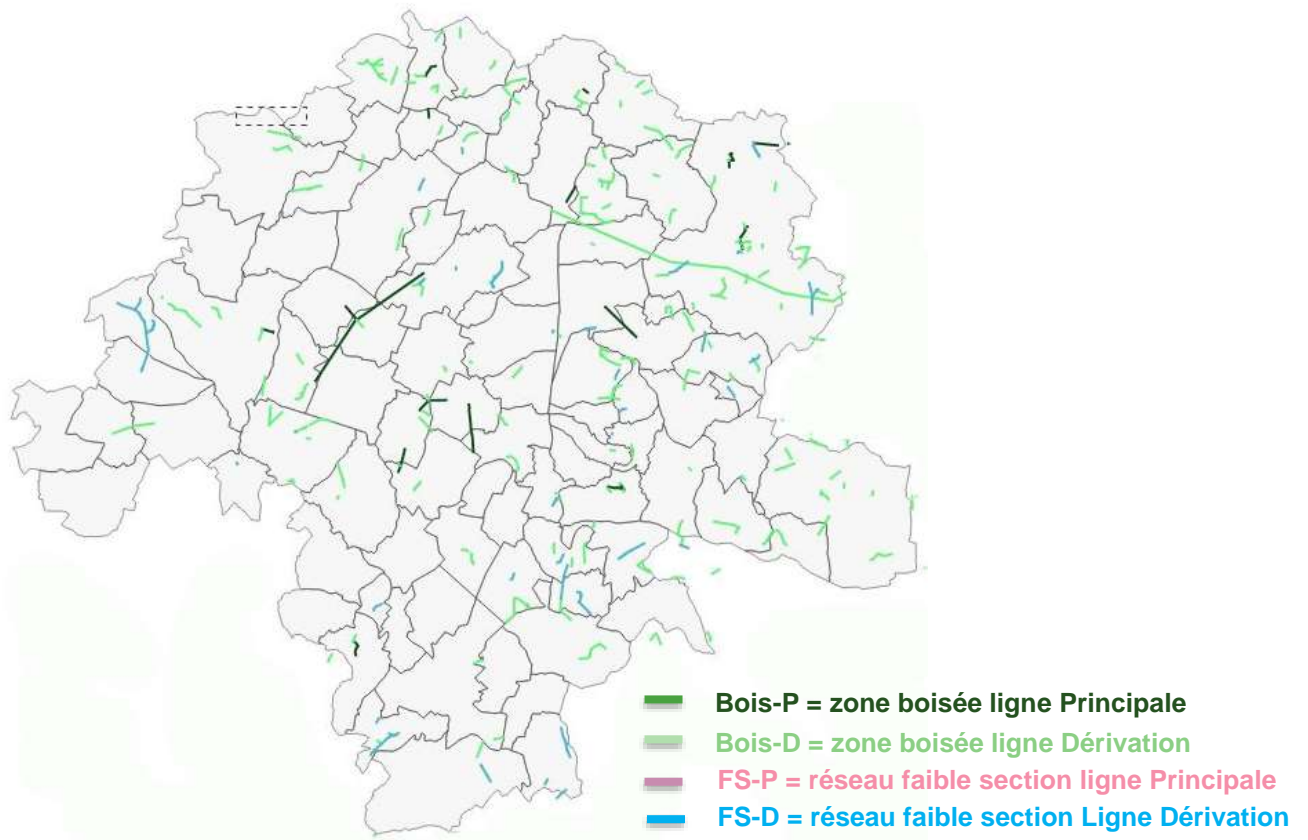 Bois-P = zone boisée ligne Principale
Bois-D = zone boisée ligne Dérivation
FS-P = réseau faible section ligne Principale
FS-D = réseau faible section Ligne Dérivation